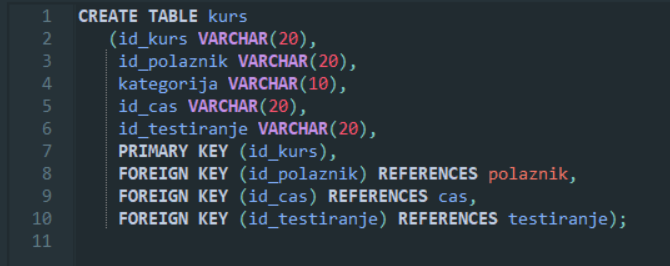 1 CREATE TABLE kurs
2 (id_kurs VARCHAR(20),
3 id_polaznik VARCHAR(20),
4 kategorija VARCHAR(10),
5 id_cas VARCHAR(20),
6 id_testiranje VARCHAR(20),
7 PRIMARY KEY (id_kurs),
8 FOREIGN KEY (id_polaznik) REFERENCES polaznik,
9 FOREIGN KEY (id_cas) REFERENCES cas,
10 FOREIGN KEY (id_testiranje) REFERENCES testiranje);
11